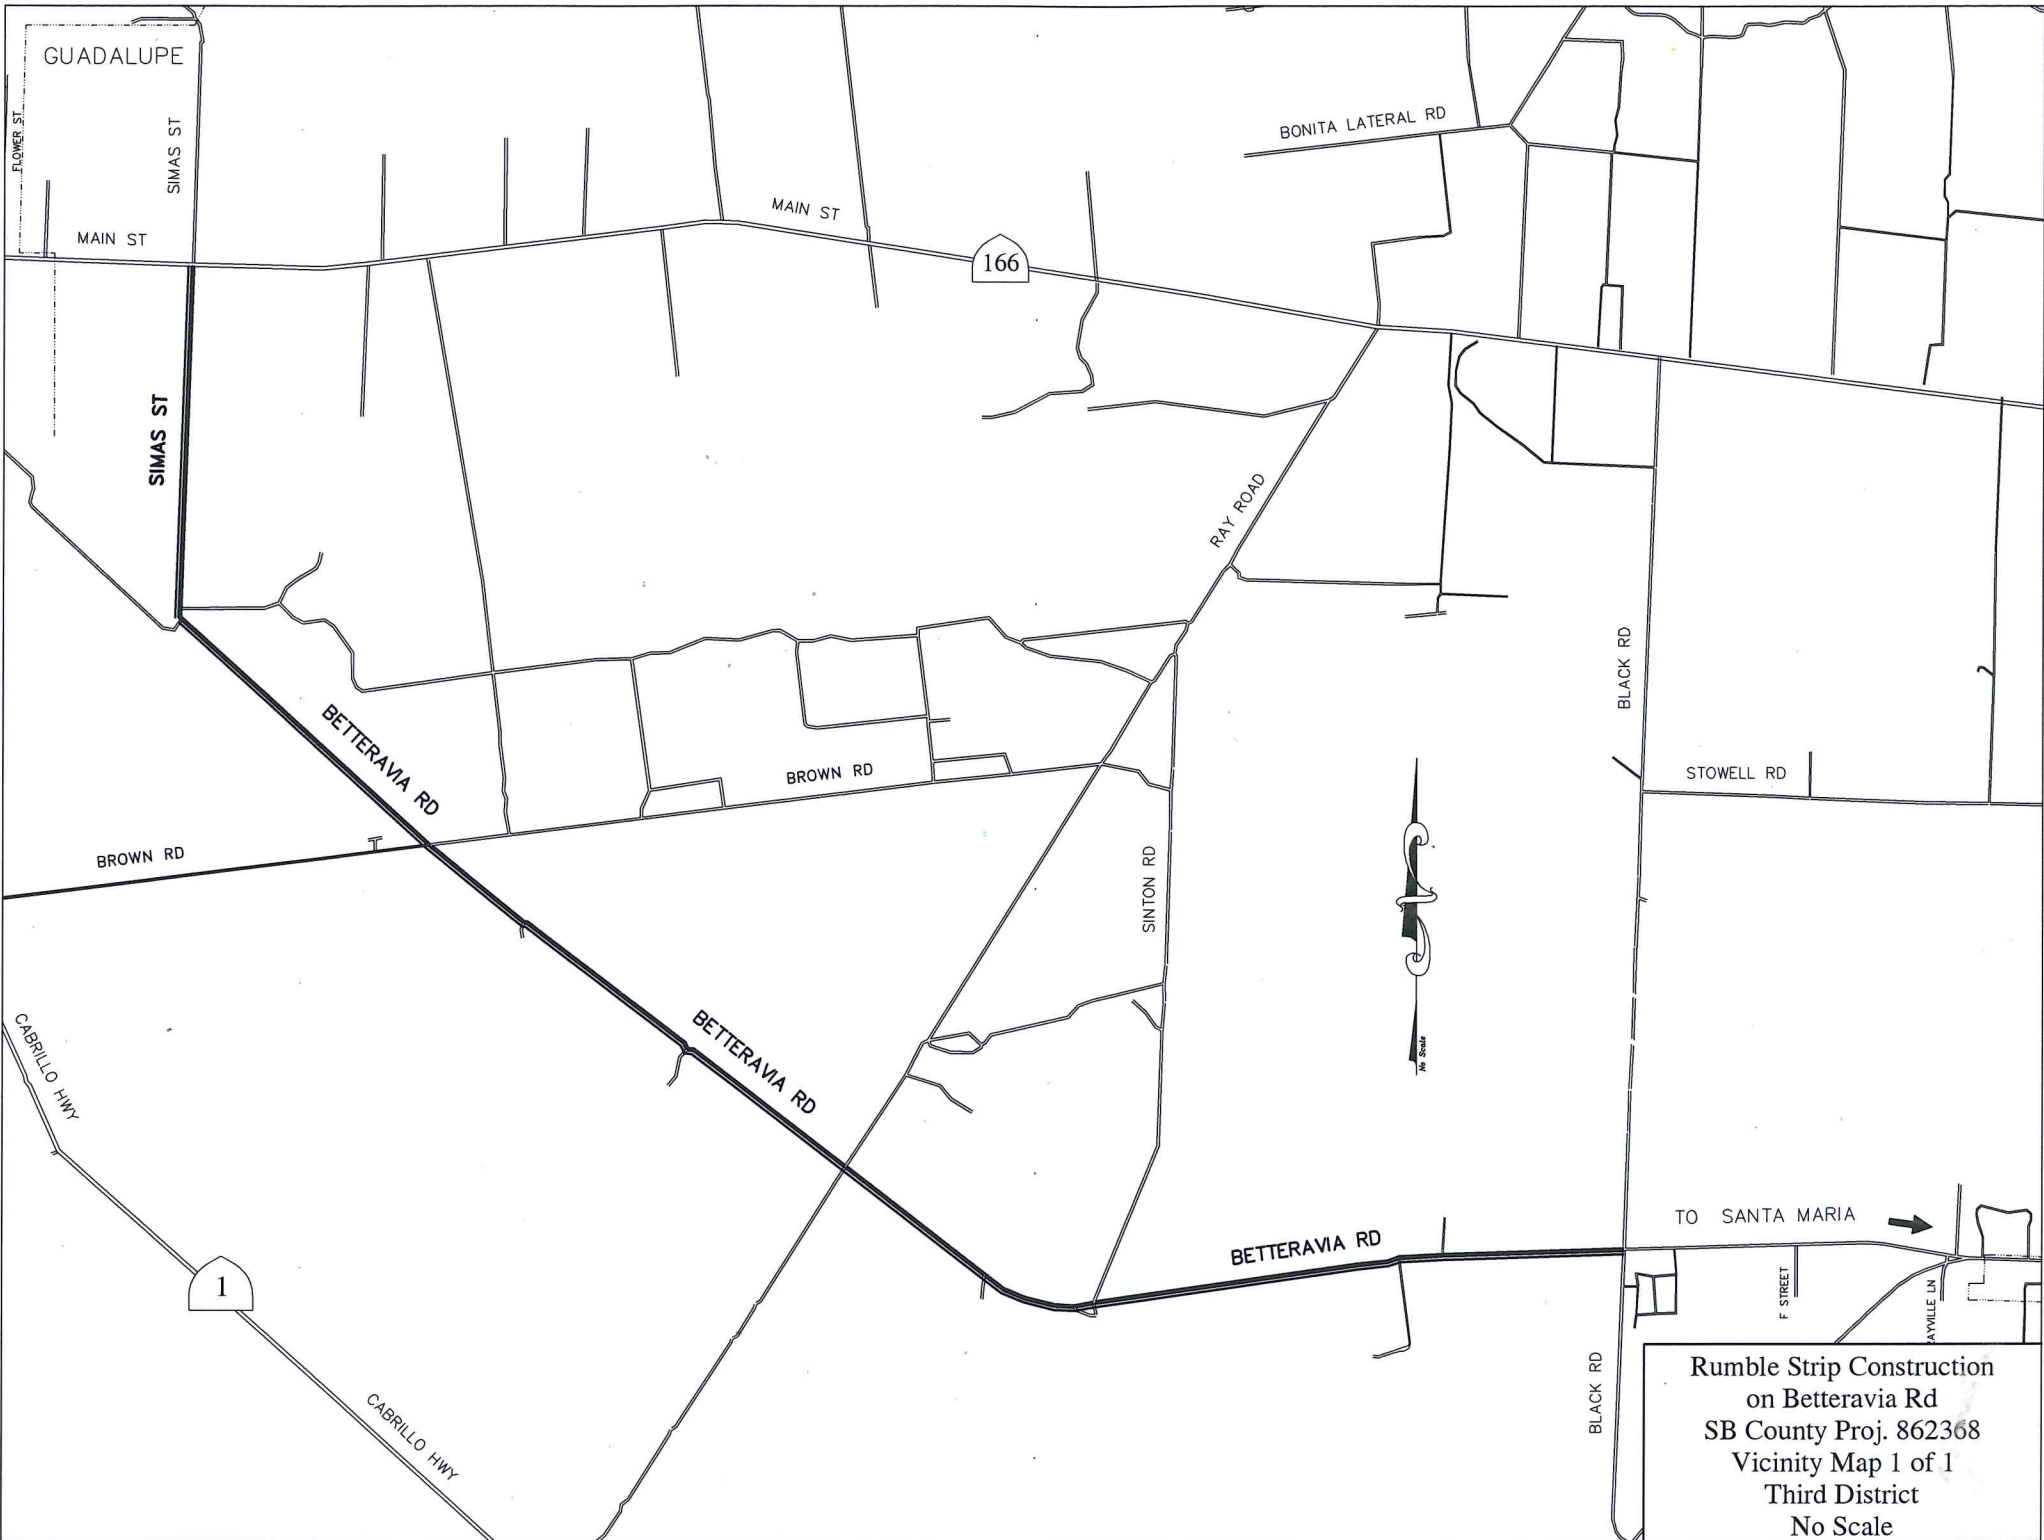 GUADALUPE
FLOWER ST
SIMAS ST
MAIN ST
MAIN ST
166
BONITA LATERAL RD
SIMAS ST
RAY ROAD
BLACK RD
BETTERAVIA RD
BROWN RD
STOWELL RD
BROWN RD
SINTON RD
No Scale
CABRILLO HWY
BETTERAVIA RD
TO SANTA MARIA
BETTERAVIA RD
1
F STREET
AYVILLE LN
BLACK RD
CABRILLO HWY
Rumble Strip Construction
on Betteravia Rd
SB County Proj. 862368
Vicinity Map 1 of 1
Third District
No Scale